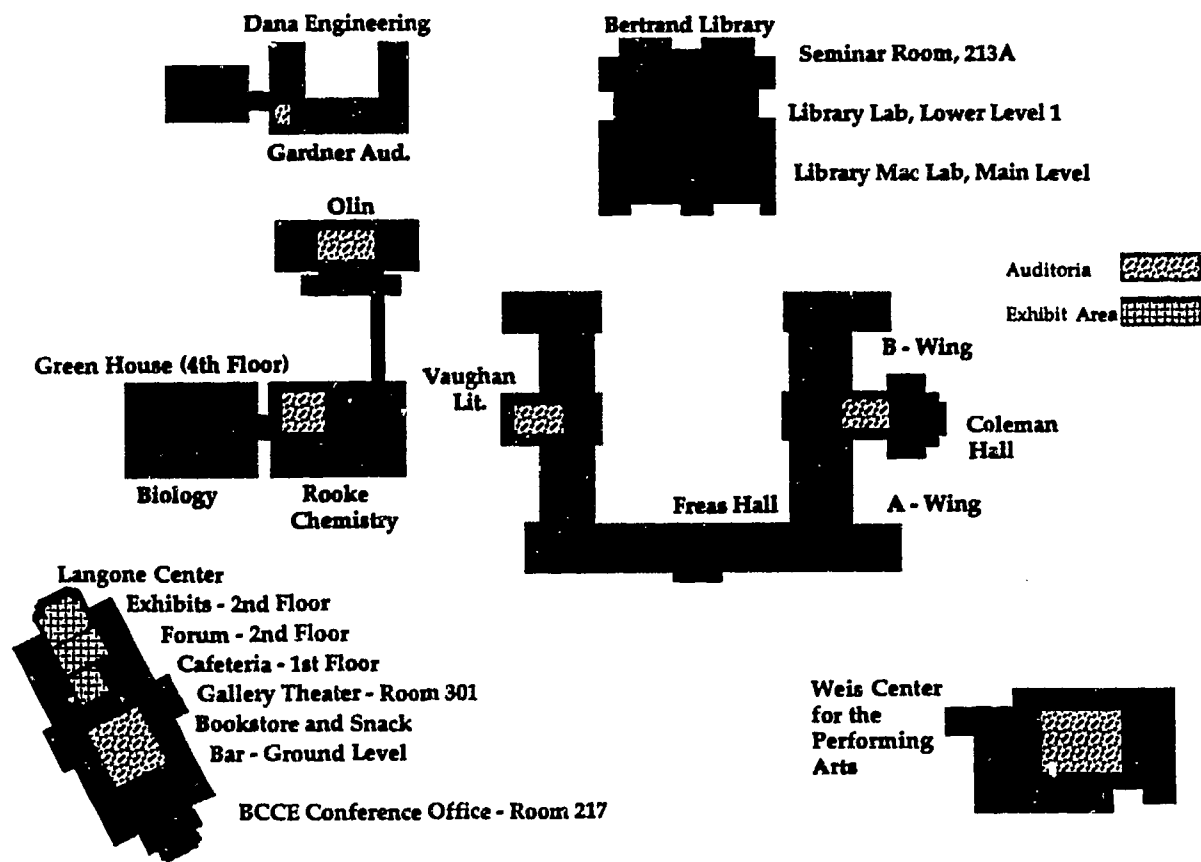 Dana Engineering
Bertrand Library
Seminar Room, 213A
Library Lab, Lower Level 1
Gardner Aud.
Library Mac Lab, Main Level
Olin
Auditoria
Exhibit Area
Green House (4th Floor)
B - Wing
Vaughan
Lit.
Coleman
Hall
Biology
Rooke
Chemistry
Freas Hall
A - Wing
Langone Center
Exhibits - 2nd Floor
Forum - 2nd Floor
Cafeteria - 1st Floor
Gallery Theater - Room 301
Bookstore and Snack
Bar - Ground Level
BCCE Conference Office - Room 217
Weis Center
for the
Performing
Arts